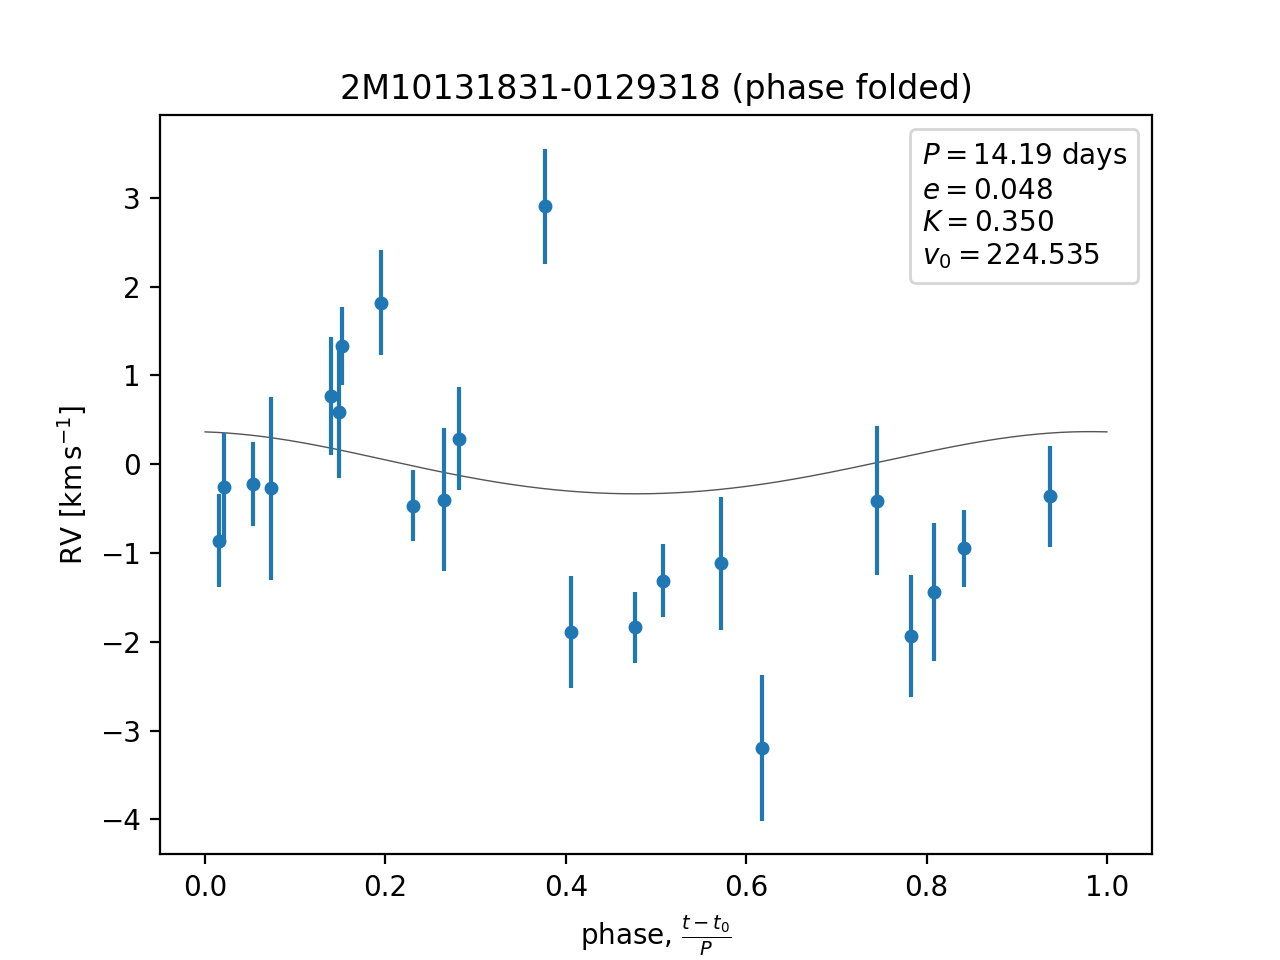 2M10131831-0129318 (phase folded)
P = 14.19 days
e = 0.048
K = 0.350
v₀ = 224.535
3
2
1
0
−1
−2
−3
−4
RV [km s⁻¹]
0.0 0.2 0.4 0.6 0.8 1.0
phase, (t − t₀)/P